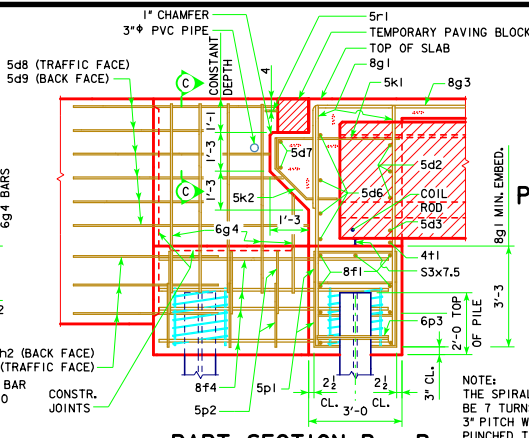 1" CHAMFER
3"Φ PVC PIPE
CONSTANT
DEPTH
4
5r1
TEMPORARY PAVING BLOCK
TOP OF SLAB
8g1
5k1
8g3
5d8 (TRAFFIC FACE)
5d9 (BACK FACE)
C
C
1'-1
1'-3
1'-3
5d7
5d2
5k2
5d6
COIL
ROD
1'-3
6g4
5d3
6g4 BARS
8g1 MIN. EMBED.
P
4t1
8f1
S3x7.5
3'-3
2'-0 TOP
OF PILE
6p3
h2 (BACK FACE)
(TRAFFIC FACE)
BAR
CONSTR.
JOINTS
8f4
5p2
5p1
2½
CL.
2½
CL.
3'-0
3" CL.
NOTE:
THE SPIRAL
BE 7 TURN
3" PITCH W
PUNCHED T